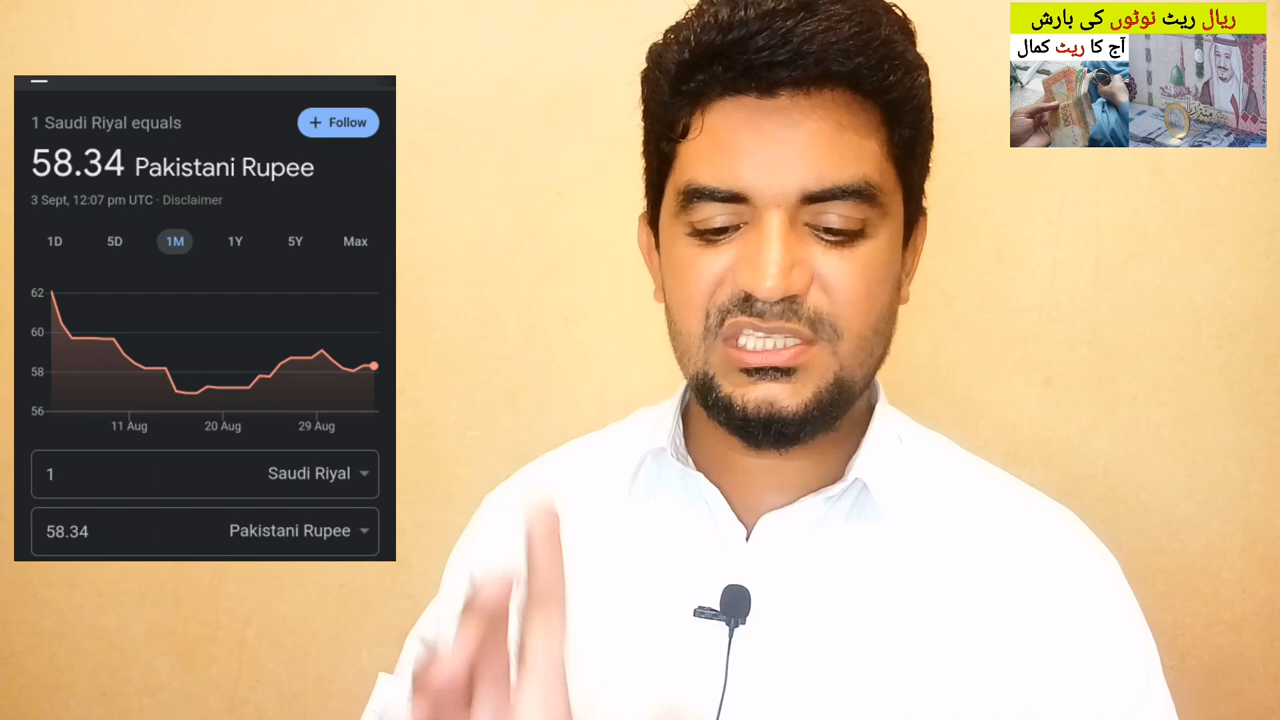 1 Saudi Riyal equals
+ Follow
58.34 Pakistani Rupee
3 Sept, 12:07 pm UTC · Disclaimer
1D 5D 1M 1Y 5Y Max
62
60
58
56
11 Aug 20 Aug 29 Aug
1 Saudi Riyal
58.34 Pakistani Rupee
ریال ریٹ نوٹوں کی بارش
آج کا ریٹ کمال